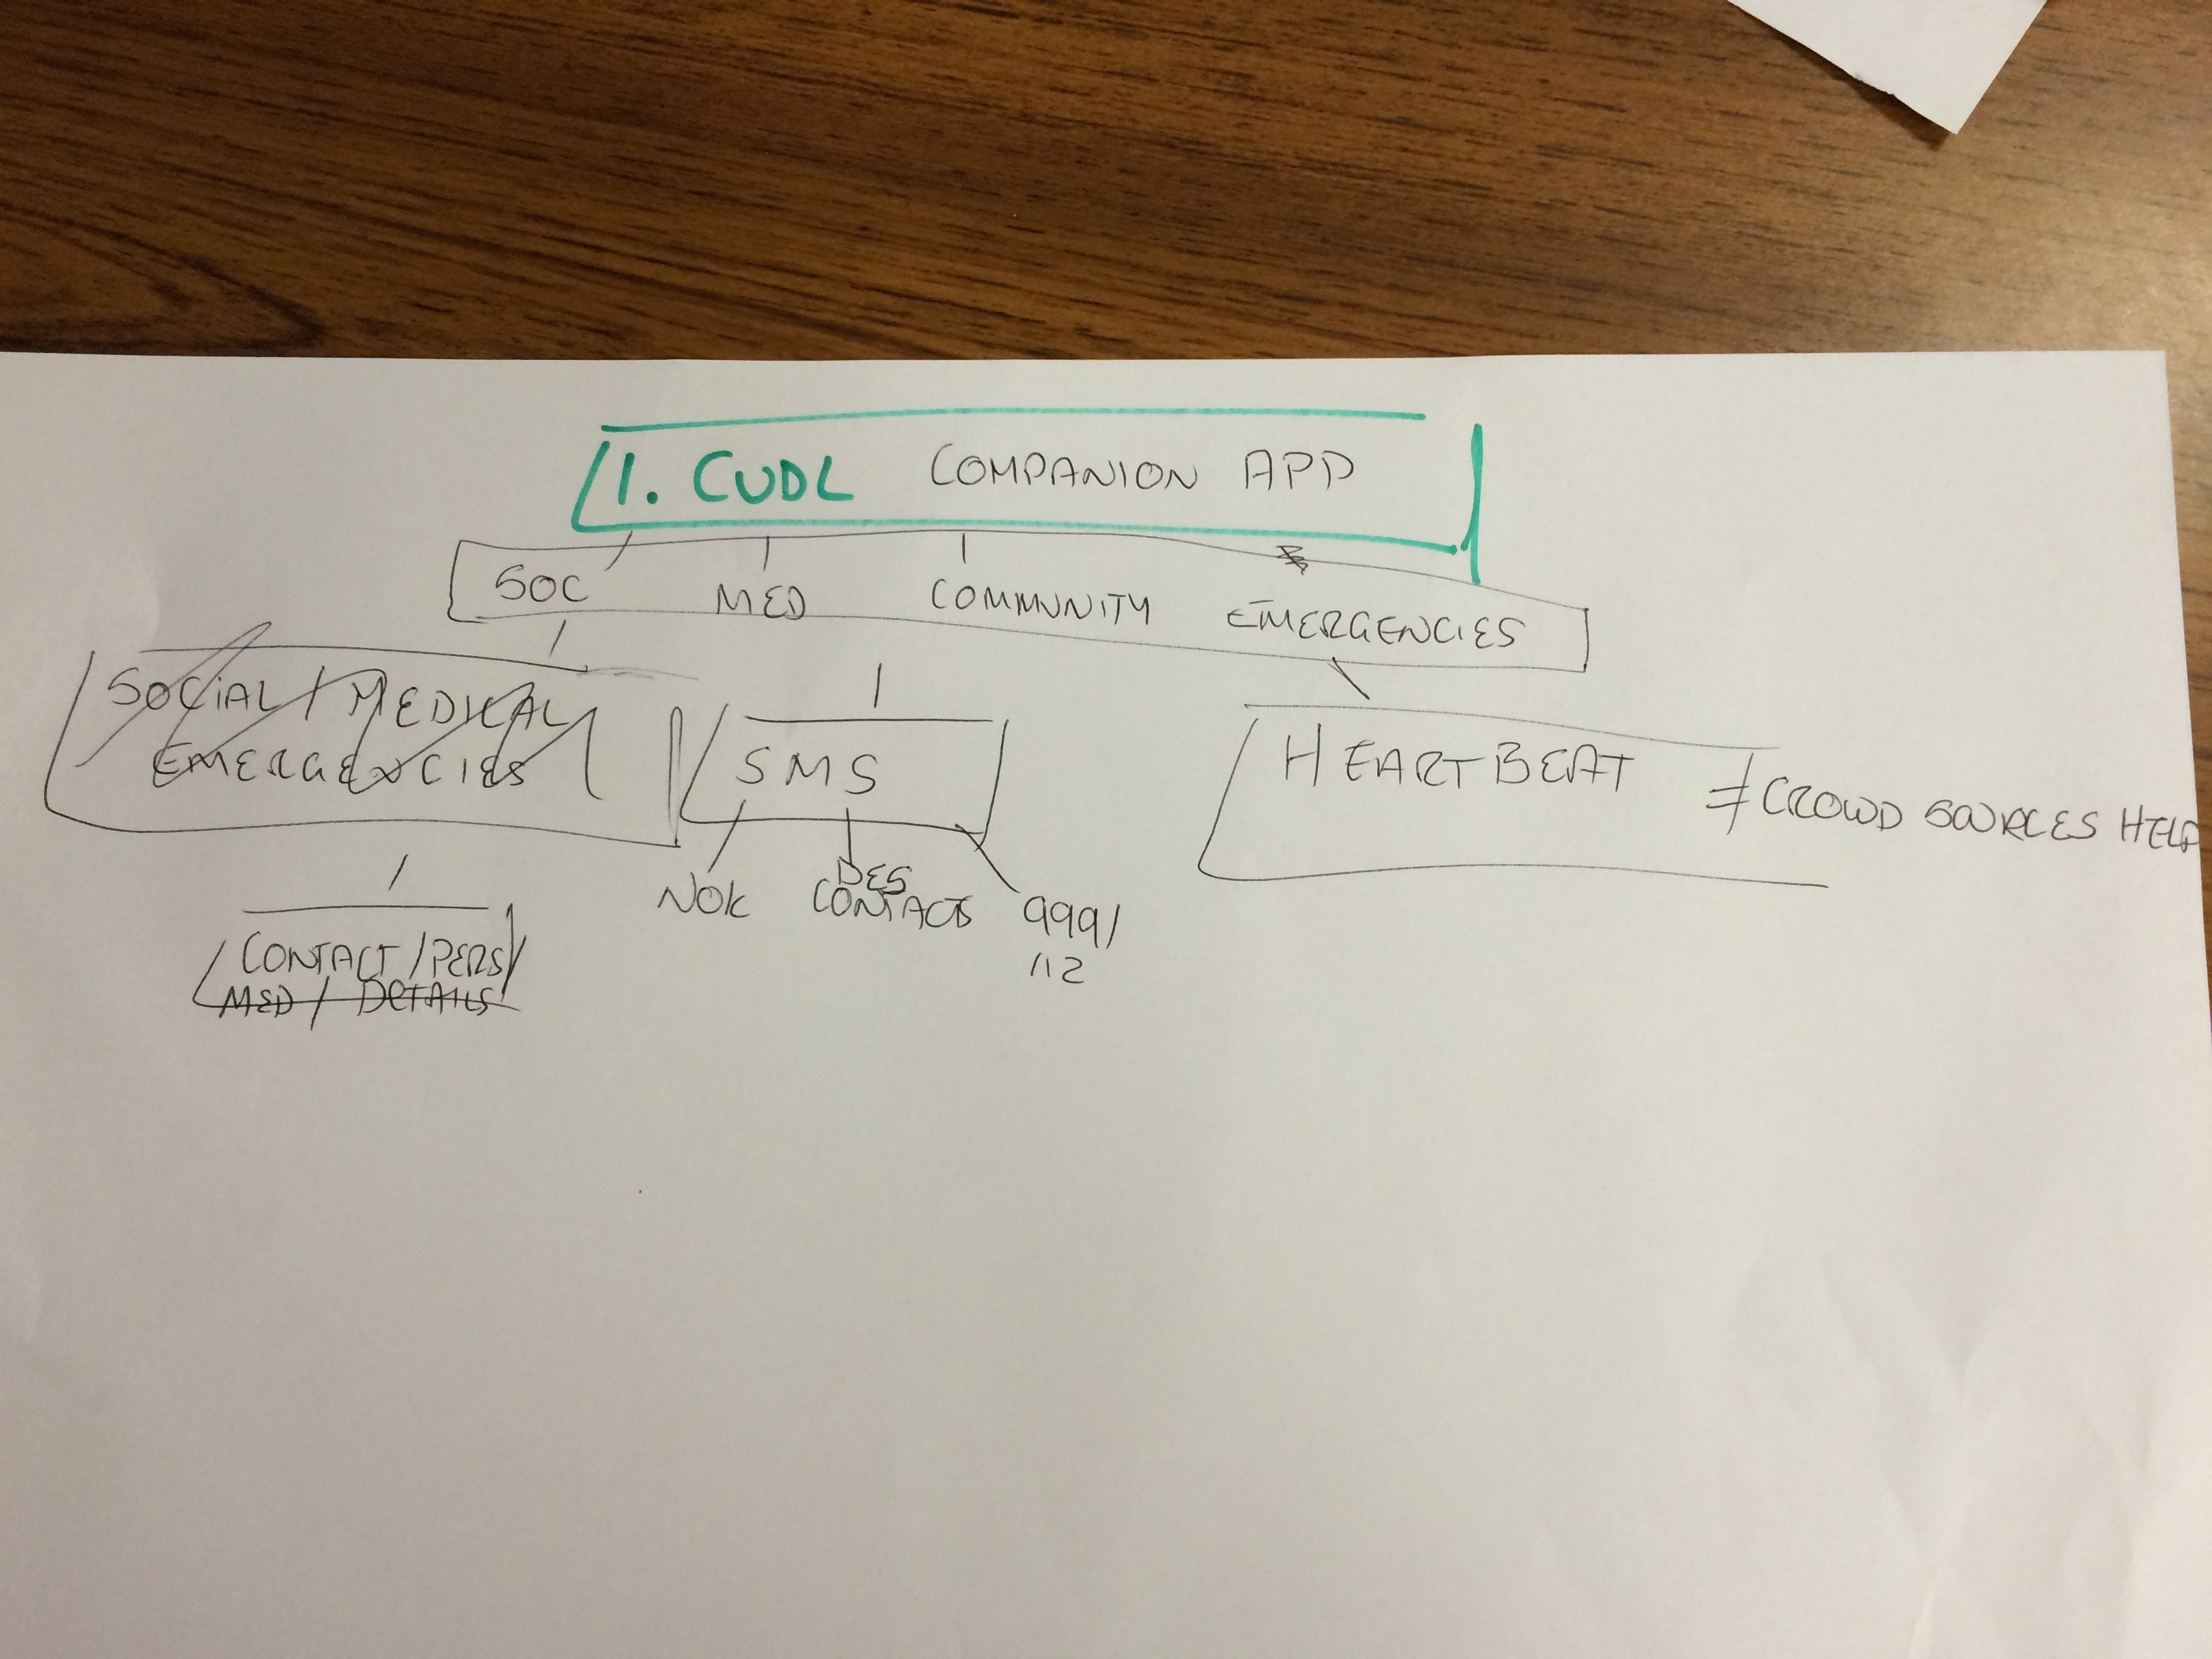 1. CUDL COMPANION APP
SOC MED COMMUNITY EMERGENCIES
SOCIAL / MEDICAL
EMERGENCIES
SMS
HEARTBEAT
CROWD SOURCES HELP
NOK
DES
CONTACTS
999/
112
CONTACT / PERS/
MED / DETAILS